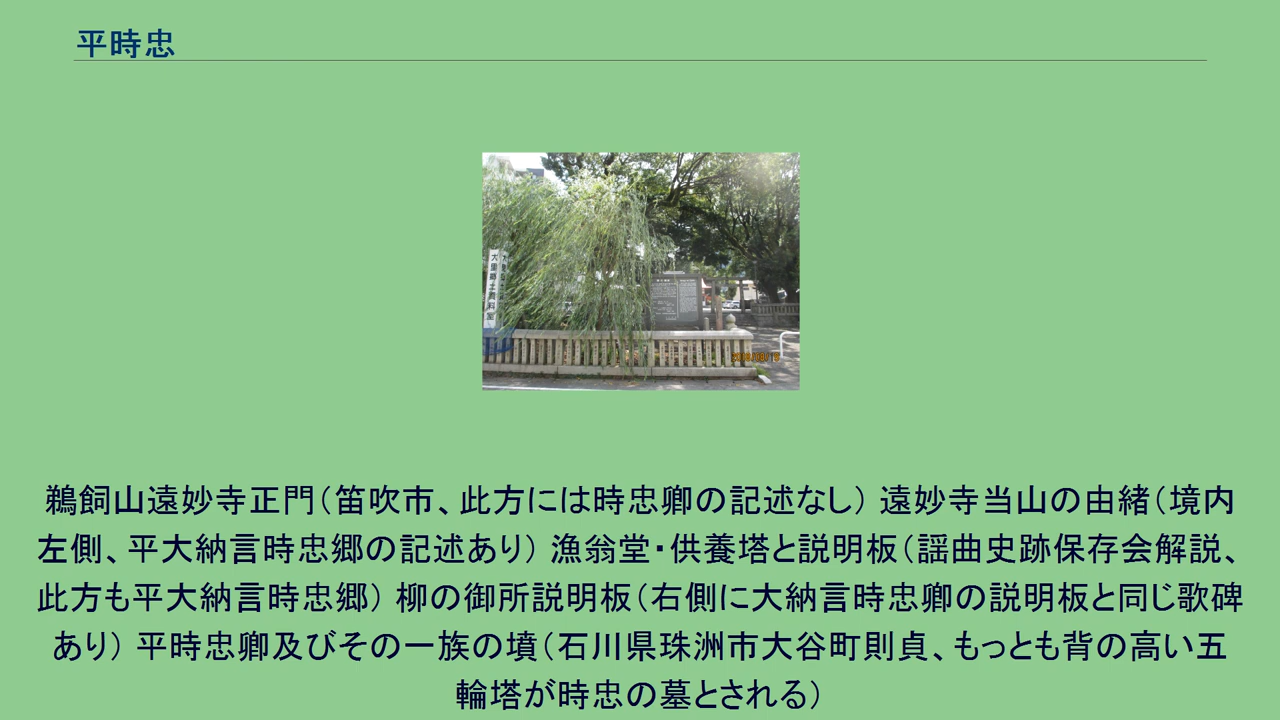 平時忠
大里郷土資料室
鵜飼山遠妙寺正門（笛吹市、此方には時忠卿の記述なし） 遠妙寺当山の由緒（境内
左側、平大納言時忠郷の記述あり） 漁翁堂・供養塔と説明板（謡曲史跡保存会解説、
此方も平大納言時忠郷） 柳の御所説明板（右側に大納言時忠卿の説明板と同じ歌碑
あり） 平時忠卿及びその一族の墳（石川県珠洲市大谷町則貞、もっとも背の高い五
輪塔が時忠の墓とされる）